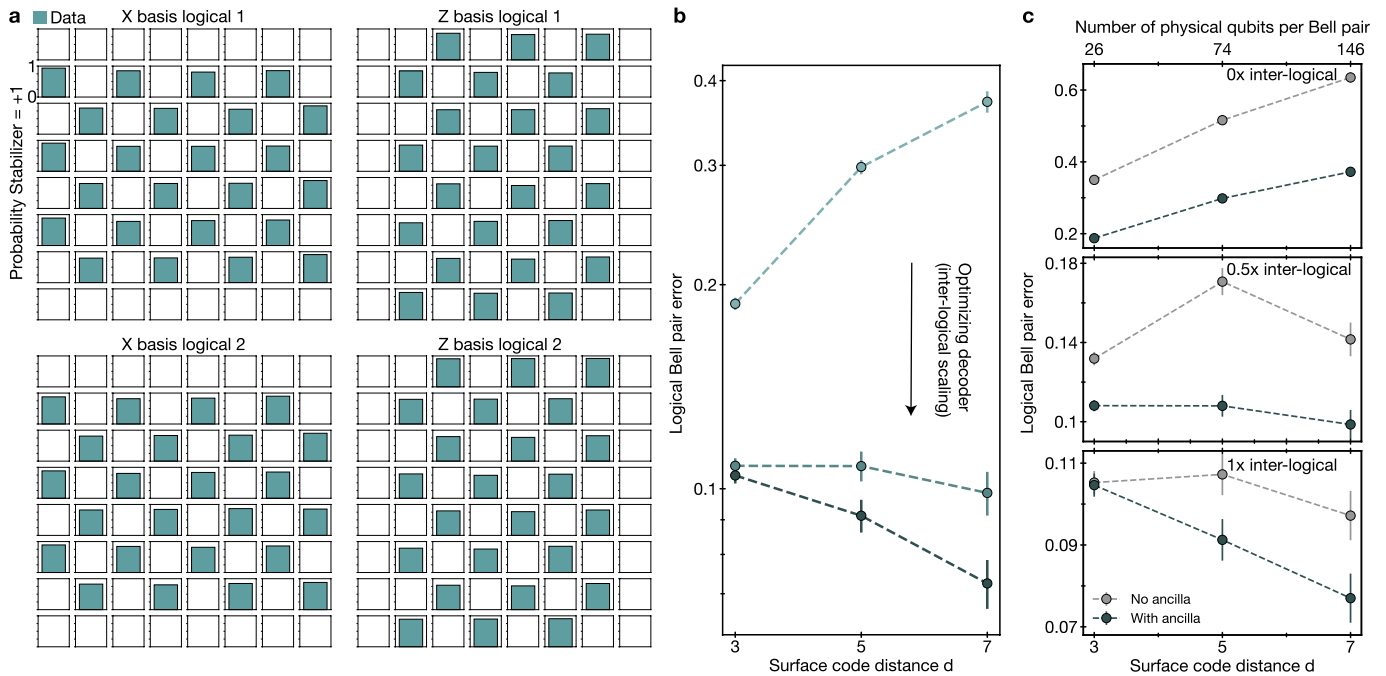 a
Data
X basis logical 1
Z basis logical 1
1
0
Probability Stabilizer = +1
X basis logical 2
Z basis logical 2
b
0.4
0.3
0.2
0.1
Logical Bell pair error
Optimizing decoder
(inter-logical scaling)
3
5
7
Surface code distance d
c
Number of physical qubits per Bell pair
26
74
146
0x inter-logical
0.6
0.4
0.2
0.5x inter-logical
0.18
0.14
0.1
Logical Bell pair error
1x inter-logical
0.11
0.09
0.07
No ancilla
With ancilla
3
5
7
Surface code distance d